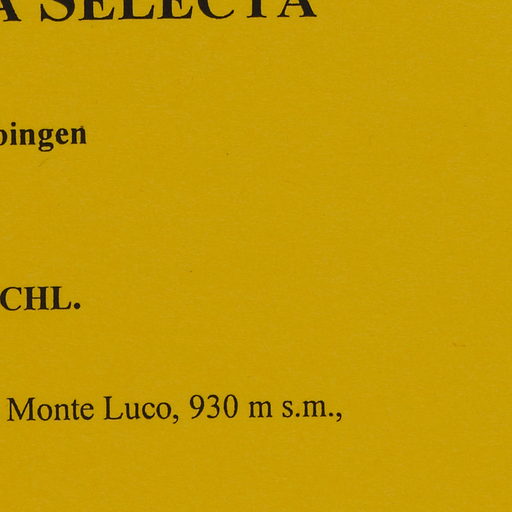 A SELECTA
bingen
CHL.
Monte Luco, 930 m s.m.,